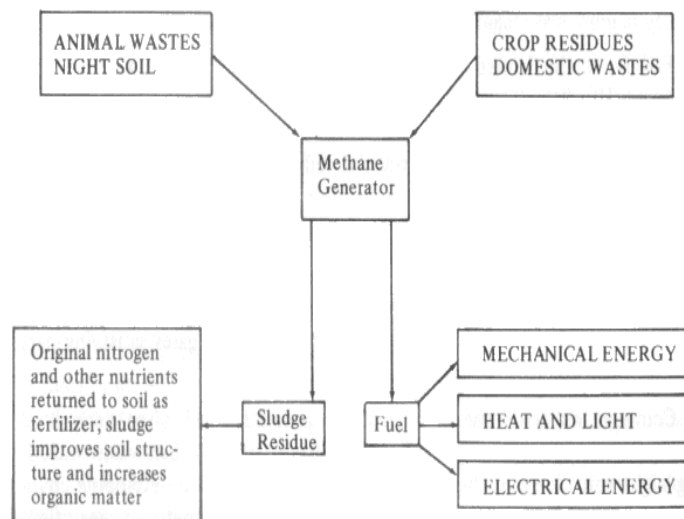 ANIMAL WASTES
NIGHT SOIL
CROP RESIDUES
DOMESTIC WASTES
Methane
Generator
Original nitrogen
and other nutrients
returned to soil as
fertilizer; sludge
improves soil struc-
ture and increases
organic matter
Sludge
Residue
Fuel
MECHANICAL ENERGY
HEAT AND LIGHT
ELECTRICAL ENERGY